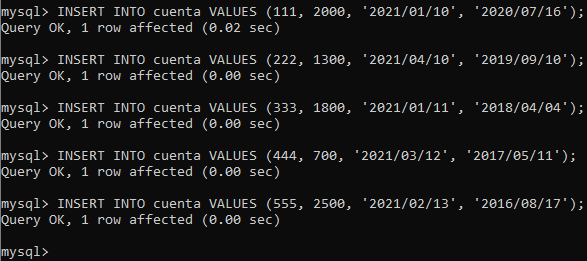 mysql> INSERT INTO cuenta VALUES (111, 2000, '2021/01/10', '2020/07/16');
Query OK, 1 row affected (0.02 sec)
mysql> INSERT INTO cuenta VALUES (222, 1300, '2021/04/10', '2019/09/10');
Query OK, 1 row affected (0.00 sec)
mysql> INSERT INTO cuenta VALUES (333, 1800, '2021/01/11', '2018/04/04');
Query OK, 1 row affected (0.00 sec)
mysql> INSERT INTO cuenta VALUES (444, 700, '2021/03/12', '2017/05/11');
Query OK, 1 row affected (0.00 sec)
mysql> INSERT INTO cuenta VALUES (555, 2500, '2021/02/13', '2016/08/17');
Query OK, 1 row affected (0.00 sec)
mysql>